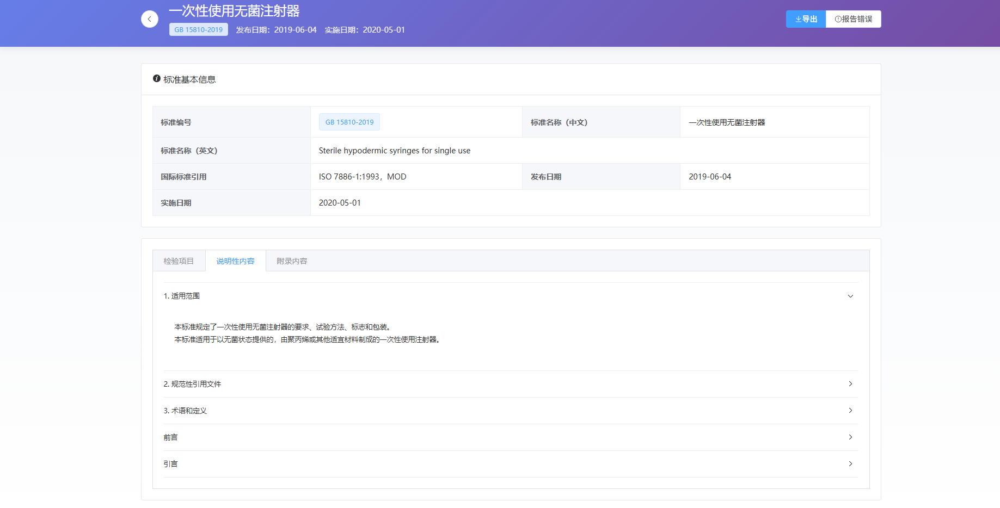 一次性使用无菌注射器
GB 15810-2019 发布日期：2019-06-04 实施日期：2020-05-01
导出 报告错误
标准基本信息
标准编号 GB 15810-2019 标准名称（中文） 一次性使用无菌注射器
标准名称（英文） Sterile hypodermic syringes for single use
国际标准引用 ISO 7886-1:1993，MOD 发布日期 2019-06-04
实施日期 2020-05-01
检验项目 说明性内容 附录内容
1. 适用范围
本标准规定了一次性使用无菌注射器的要求、试验方法、标志和包装。
本标准适用于以无菌状态提供的，由聚丙烯或其他适宜材料制成的一次性使用注射器。
2. 规范性引用文件
3. 术语和定义
前言
引言